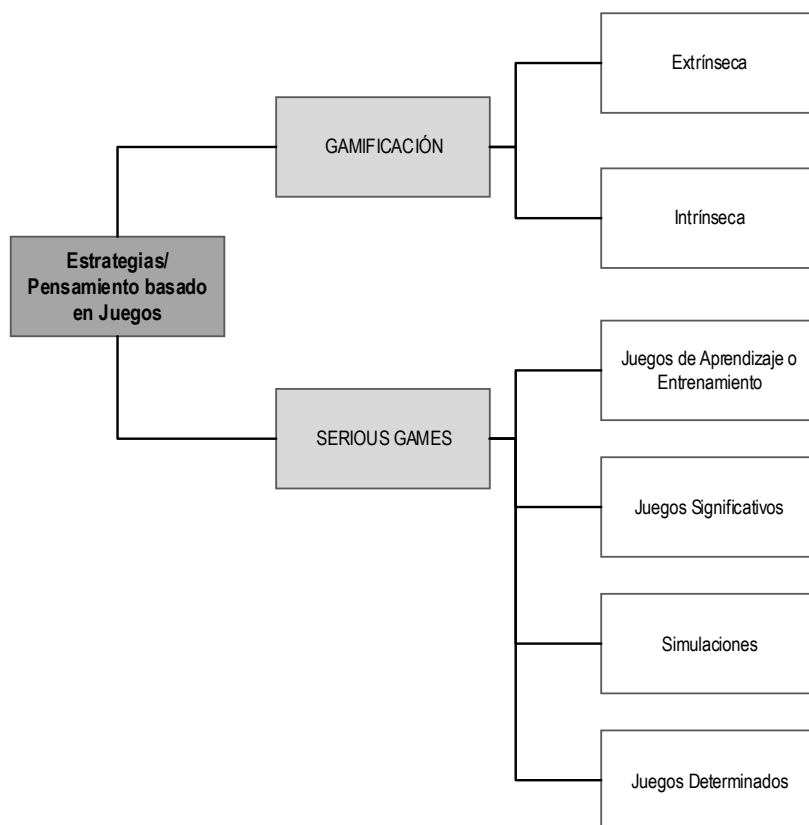 Extrínseca
GAMIFICACIÓN
Intrínseca
Estrategias/
Pensamiento basado
en Juegos
Juegos de Aprendizaje o
Entrenamiento
SERIOUS GAMES
Juegos Significativos
Simulaciones
Juegos Determinados